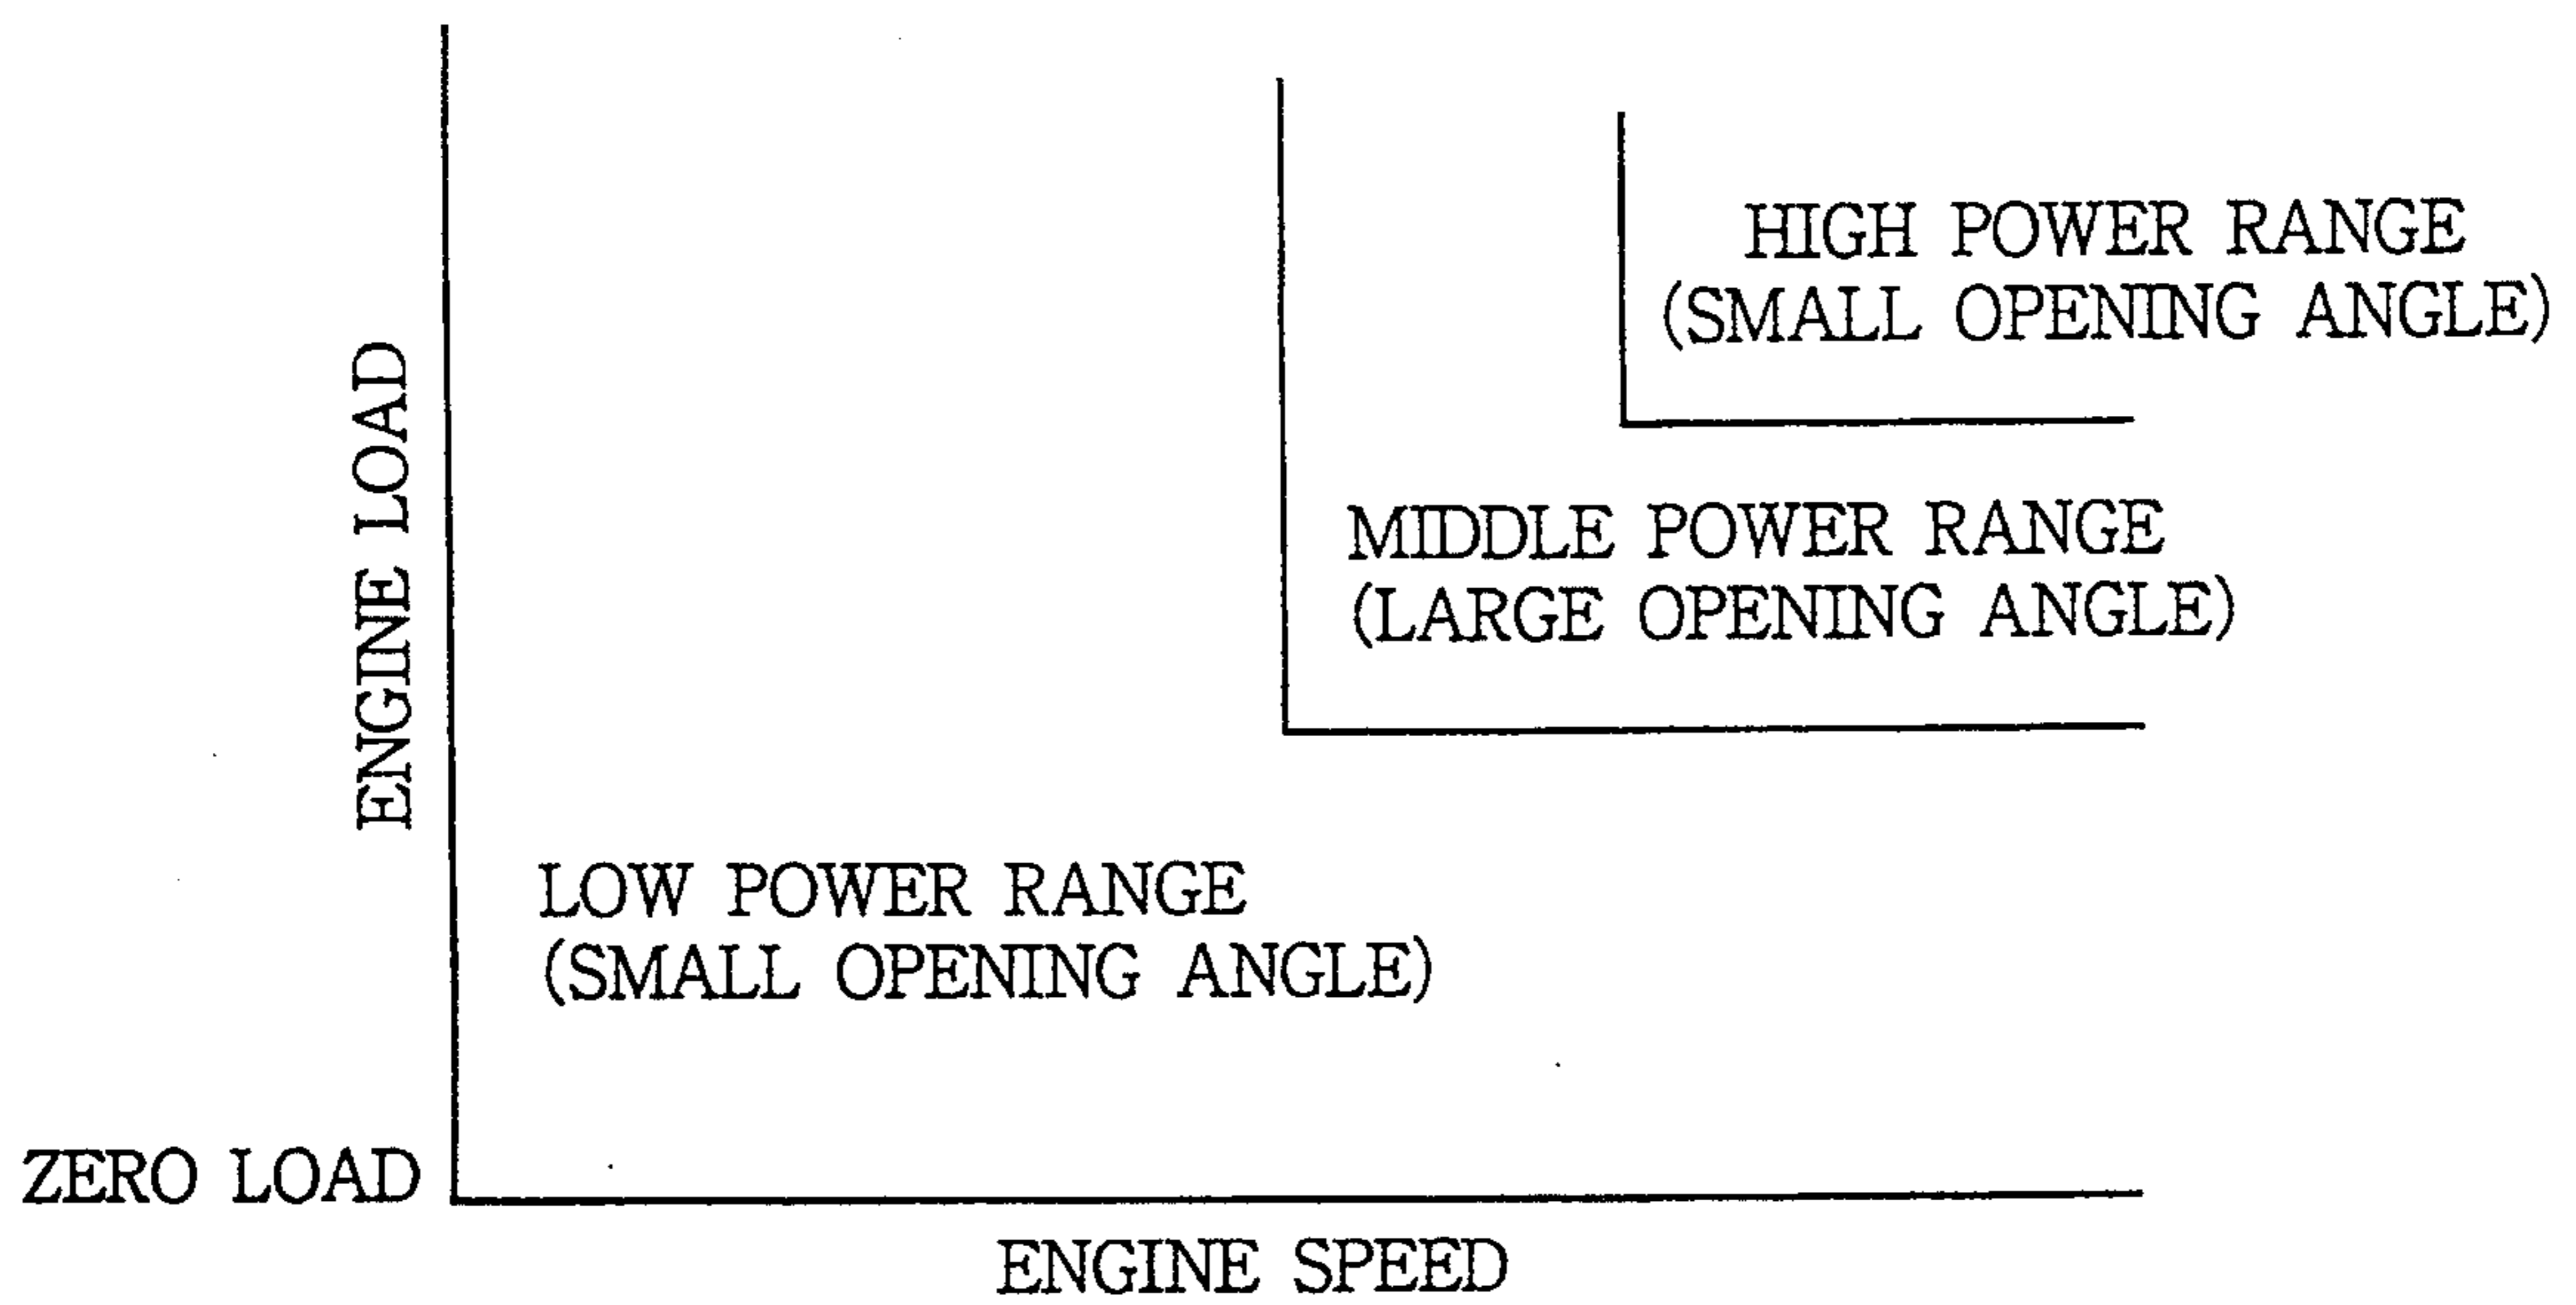 HIGH POWER RANGE
(SMALL OPENING ANGLE)
MIDDLE POWER RANGE
(LARGE OPENING ANGLE)
ENGINE LOAD
LOW POWER RANGE
(SMALL OPENING ANGLE)
ZERO LOAD
ENGINE SPEED